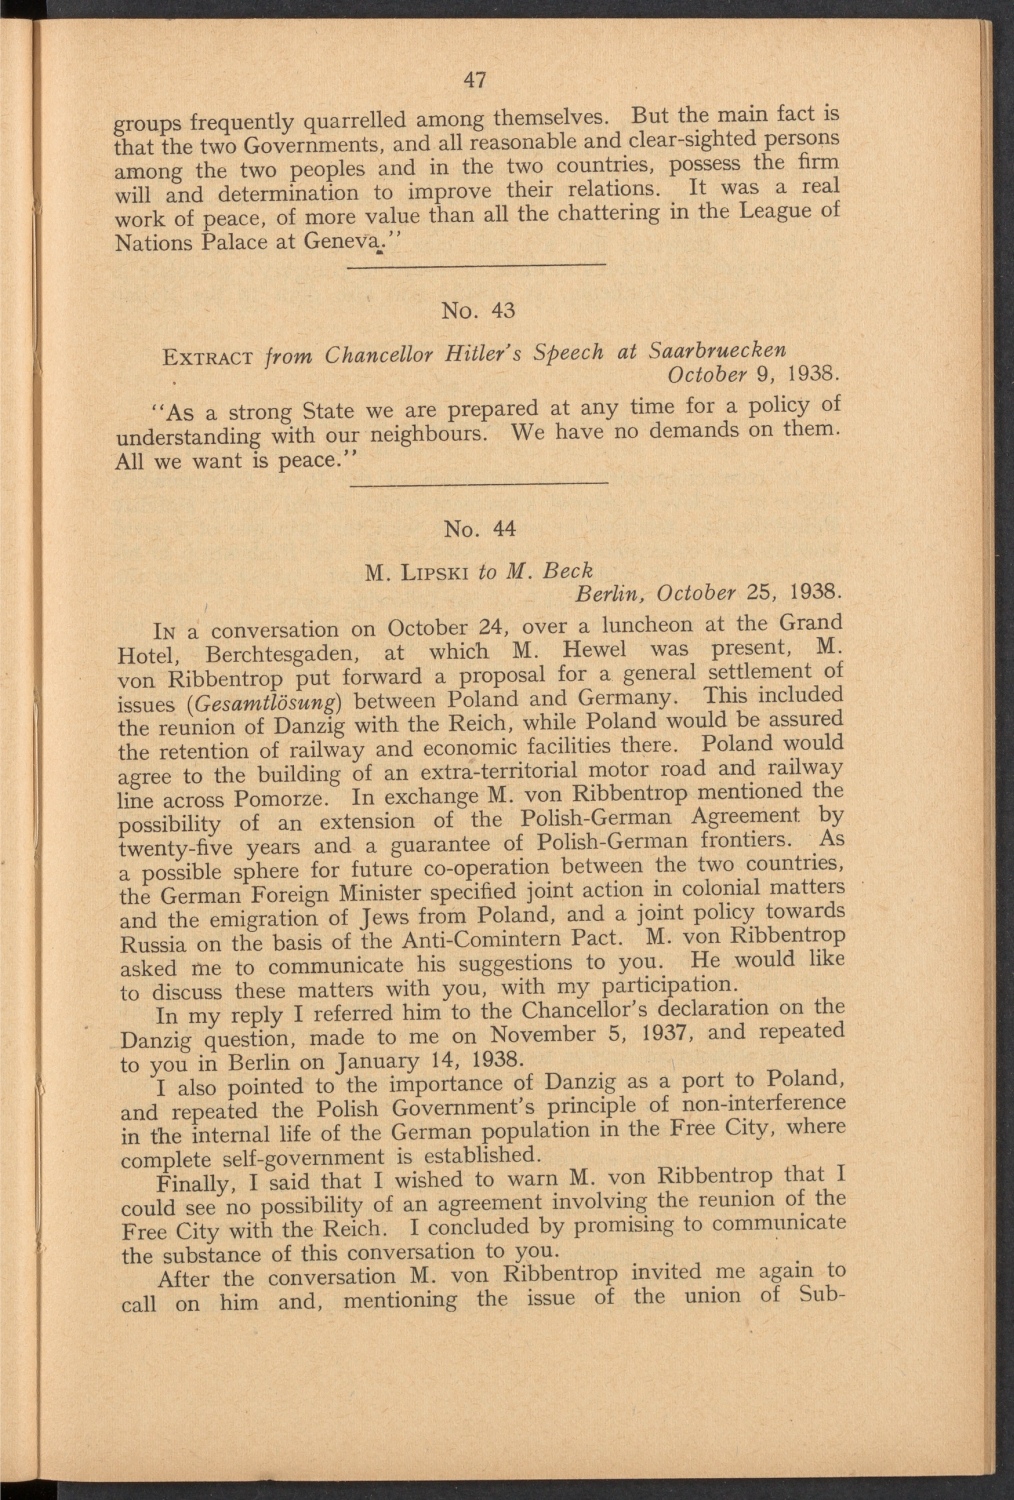 47
groups frequently quarrelled among themselves. But the main fact is
that the two Governments, and all reasonable and clear-sighted persons
among the two peoples and in the two countries, possess the firm
will and determination to improve their relations. It was a real
work of peace, of more value than all the chattering in the League of
Nations Palace at Geneva.''
No. 43
EXTRACT from Chancellor Hitler's Speech at Saarbruecken
October 9, 1938.
''As a strong State we are prepared at any time for a policy of
understanding with our neighbours. We have no demands on them.
All we want is peace.''
No. 44
M. LIPSKI to M. Beck
Berlin, October 25, 1938.
IN a conversation on October 24, over a luncheon at the Grand
Hotel, Berchtesgaden, at which M. Hewel was present, M.
von Ribbentrop put forward a proposal for a general settlement of
issues (Gesamtlösung) between Poland and Germany. This included
the reunion of Danzig with the Reich, while Poland would be assured
the retention of railway and economic facilities there. Poland would
agree to the building of an extra-territorial motor road and railway
line across Pomorze. In exchange M. von Ribbentrop mentioned the
possibility of an extension of the Polish-German Agreement by
twenty-five years and a guarantee of Polish-German frontiers. As
a possible sphere for future co-operation between the two countries,
the German Foreign Minister specified joint action in colonial matters
and the emigration of Jews from Poland, and a joint policy towards
Russia on the basis of the Anti-Comintern Pact. M. von Ribbentrop
asked me to communicate his suggestions to you. He would like
to discuss these matters with you, with my participation.
In my reply I referred him to the Chancellor's declaration on the
Danzig question, made to me on November 5, 1937, and repeated
to you in Berlin on January 14, 1938.
I also pointed to the importance of Danzig as a port to Poland,
and repeated the Polish Government's principle of non-interference
in the internal life of the German population in the Free City, where
complete self-government is established.
Finally, I said that I wished to warn M. von Ribbentrop that I
could see no possibility of an agreement involving the reunion of the
Free City with the Reich. I concluded by promising to communicate
the substance of this conversation to you.
After the conversation M. von Ribbentrop invited me again to
call on him and, mentioning the issue of the union of Sub-